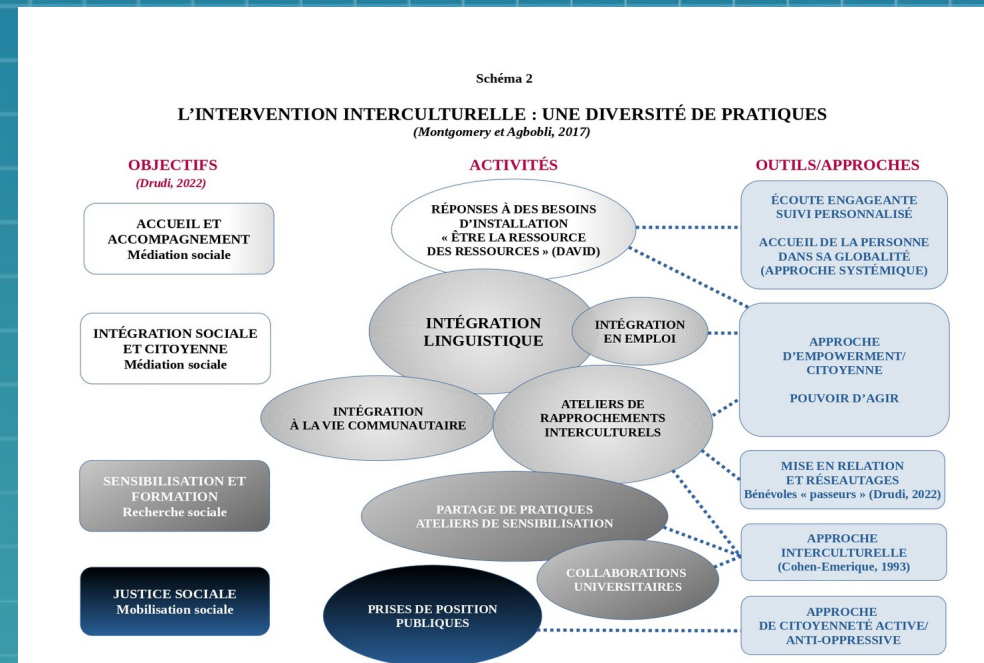 Schéma 2
L'INTERVENTION INTERCULTURELLE : UNE DIVERSITÉ DE PRATIQUES
(Montgomery et Agbobli, 2017)
OBJECTIFS
(Drudi, 2022)
ACCUEIL ET
ACCOMPAGNEMENT
Médiation sociale
INTÉGRATION SOCIALE
ET CITOYENNE
Médiation sociale
SENSIBILISATION ET
FORMATION
Recherche sociale
JUSTICE SOCIALE
Mobilisation sociale
ACTIVITÉS
RÉPONSES À DES BESOINS
D'INSTALLATION
« ÊTRE LA RESSOURCE
DES RESSOURCES » (DAVID)
INTÉGRATION
LINGUISTIQUE
INTÉGRATION
EN EMPLOI
INTÉGRATION
À LA VIE COMMUNAUTAIRE
ATELIERS DE
RAPPROCHEMENTS
INTERCULTURELS
PARTAGE DE PRATIQUES
ATELIERS DE SENSIBILISATION
COLLABORATIONS
UNIVERSITAIRES
PRISES DE POSITION
PUBLIQUES
OUTILS/APPROCHES
ÉCOUTE ENGAGEANTE
SUIVI PERSONNALISÉ
ACCUEIL DE LA PERSONNE
DANS SA GLOBALITÉ
(APPROCHE SYSTÉMIQUE)
APPROCHE
D'EMPOWERMENT/
CITOYENNE
POUVOIR D'AGIR
MISE EN RELATION
ET RÉSEAUTAGES
Bénévoles « passeurs » (Drudi, 2022)
APPROCHE
INTERCULTURELLE
(Cohen-Emerique, 1993)
APPROCHE
DE CITOYENNETÉ ACTIVE/
ANTI-OPPRESSIVE